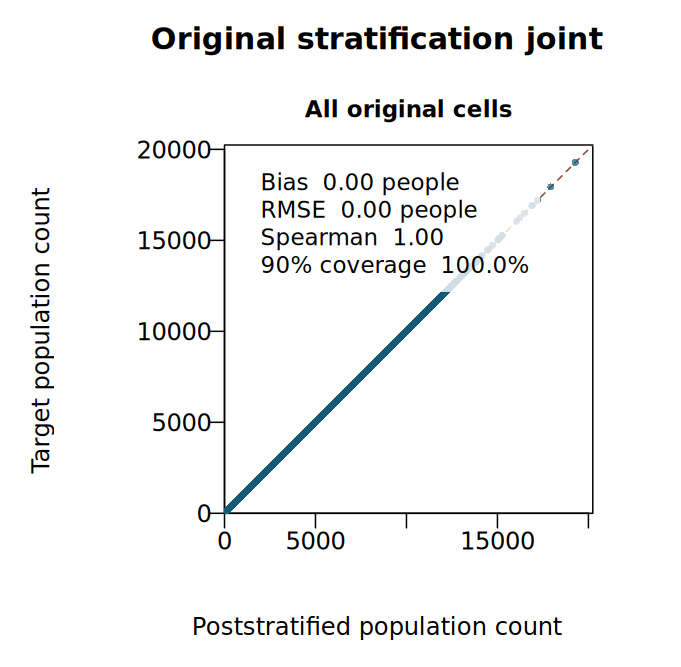 Original stratification joint
All original cells
Bias 0.00 people
RMSE 0.00 people
Spearman 1.00
90% coverage 100.0%
Target population count
20000
15000
10000
5000
0
0 5000 15000
Poststratified population count